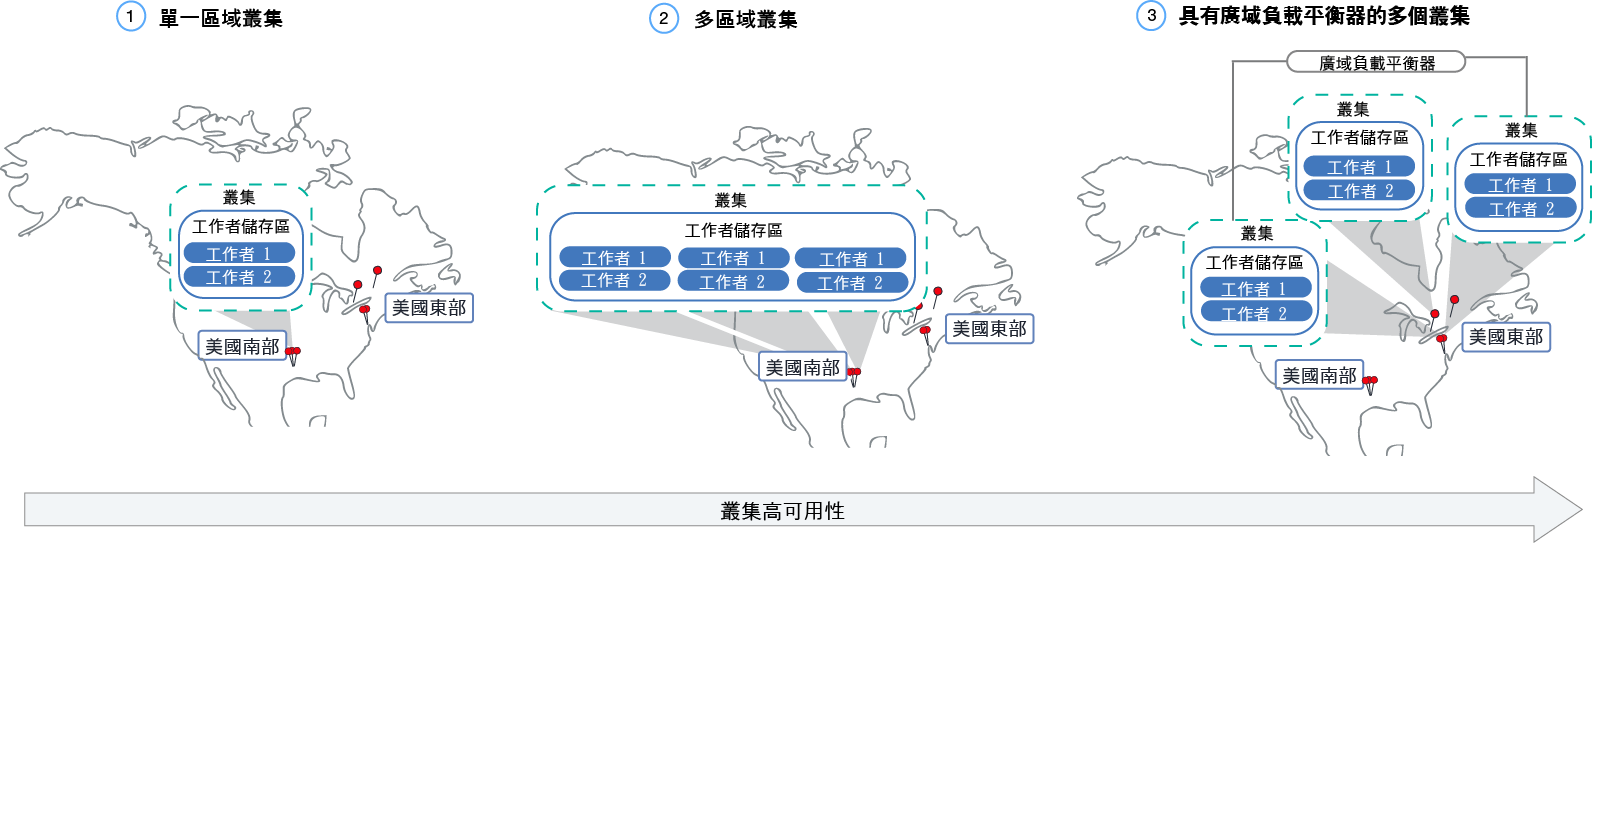 1 單一區域叢集
叢集
工作者儲存區
工作者 1
工作者 2
美國東部
美國南部
2 多區域叢集
叢集
工作者儲存區
工作者 1 工作者 1 工作者 1
工作者 2 工作者 2 工作者 2
美國東部
美國南部
3 具有廣域負載平衡器的多個叢集
廣域負載平衡器
叢集
工作者儲存區
工作者 1
工作者 2
叢集
工作者儲存區
工作者 1
工作者 2
叢集
工作者儲存區
工作者 1
工作者 2
美國東部
美國南部
叢集高可用性